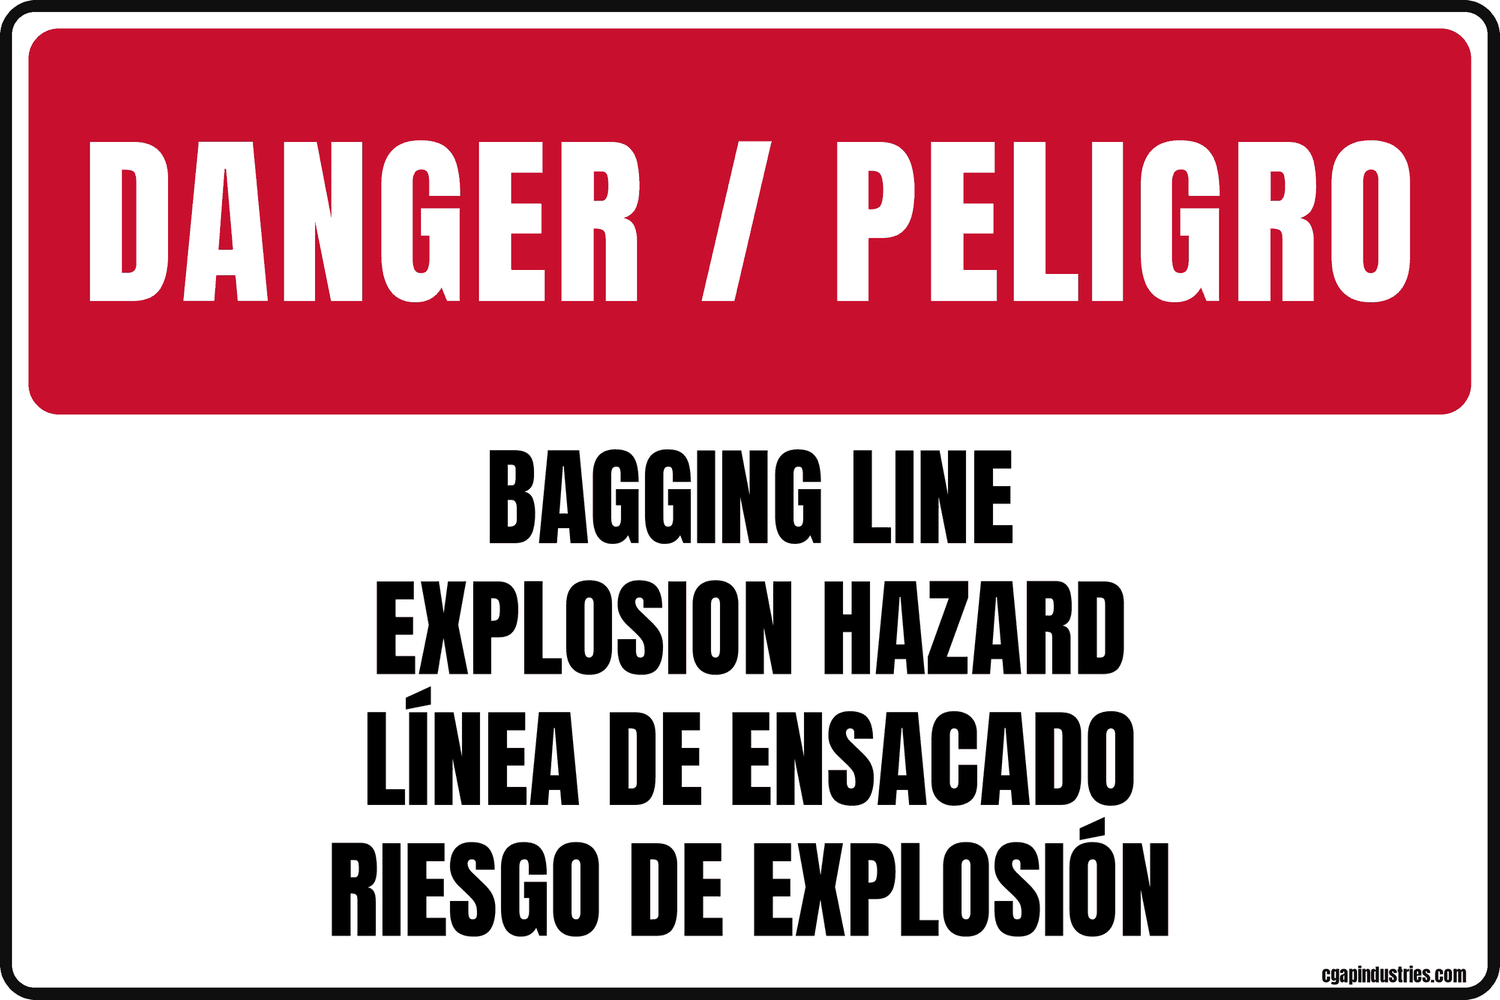 DANGER / PELIGRO
BAGGING LINE
EXPLOSION HAZARD
LÍNEA DE ENSACADO
RIESGO DE EXPLOSIÓN
cgapindustries.com